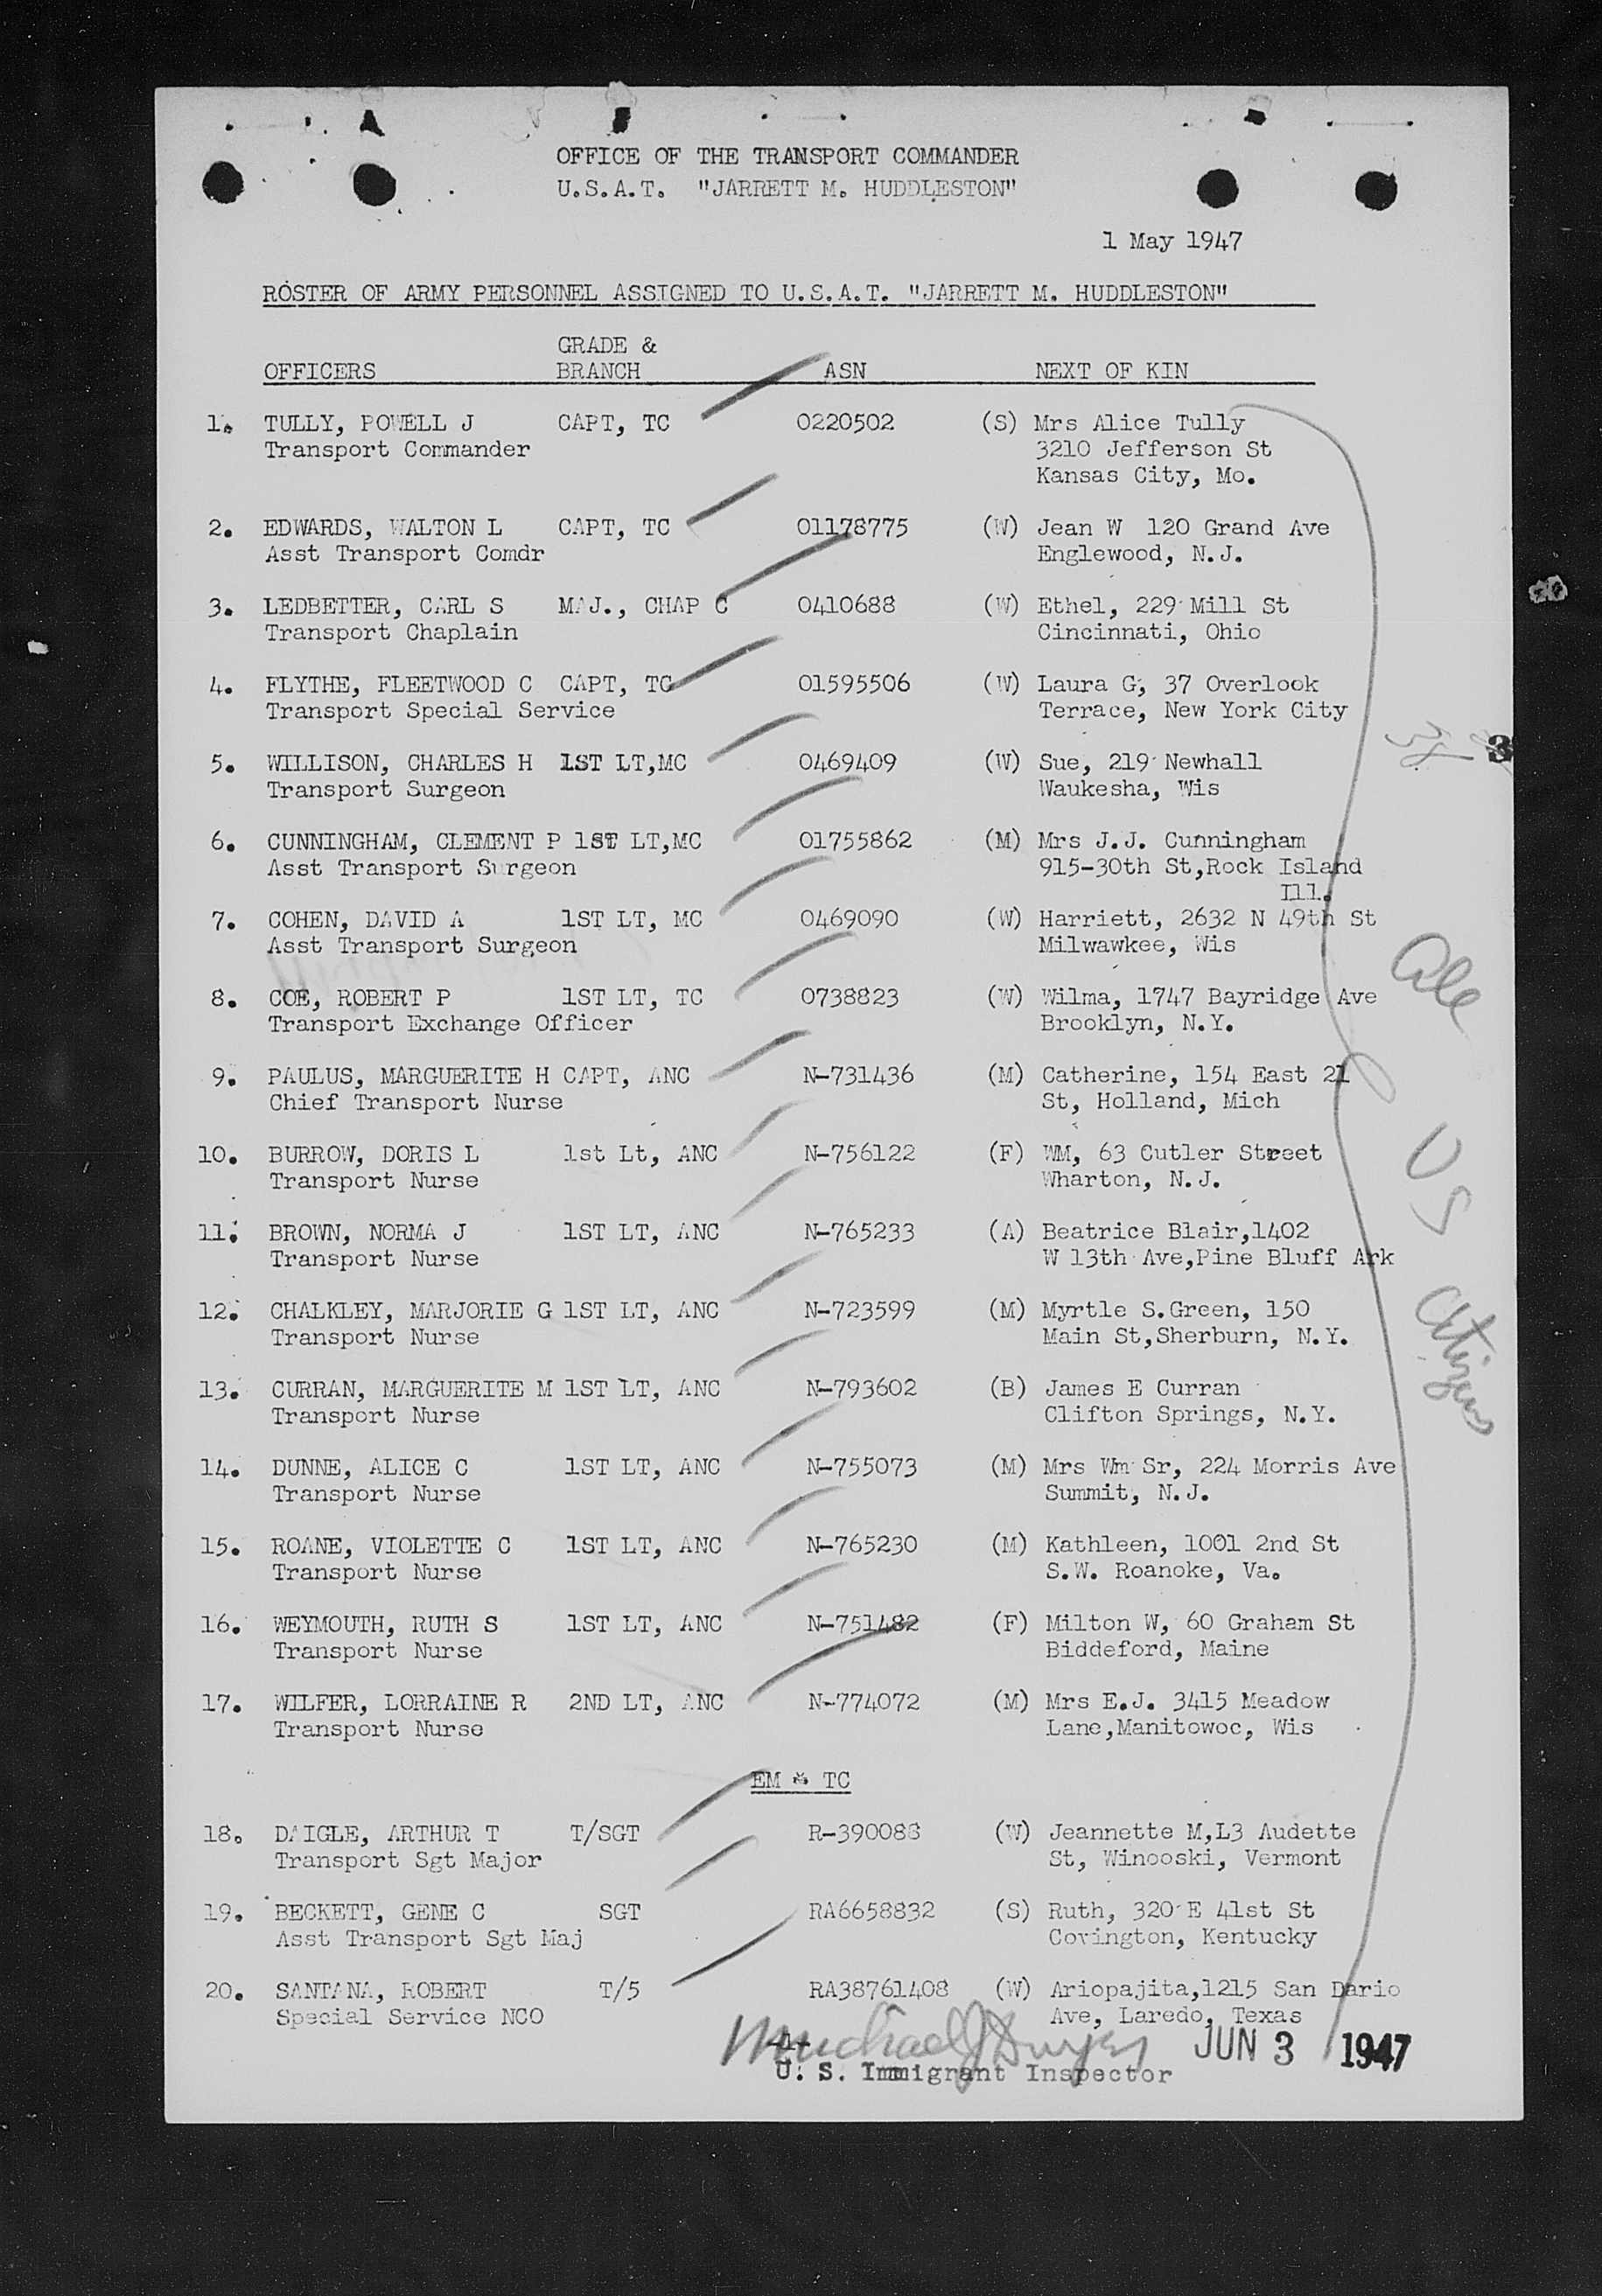 OFFICE OF THE TRANSPORT COMMANDER
U.S.A.T. "JARRETT M. HUDDLESTON"
1 May 1947
ROSTER OF ARMY PERSONNEL ASSIGNED TO U.S.A.T. "JARRETT M. HUDDLESTON"
GRADE &
OFFICERS BRANCH ASN NEXT OF KIN
1. TULLY, POWELL J CAPT, TC 0220502 (S) Mrs Alice Tully
Transport Commander 3210 Jefferson St
Kansas City, Mo.
2. EDWARDS, WALTON L CAPT, TC 01178775 (W) Jean W 120 Grand Ave
Asst Transport Comdr Englewood, N.J.
3. LEDBETTER, CARL S MAJ., CHAP C 0410688 (W) Ethel, 229 Mill St
Transport Chaplain Cincinnati, Ohio
4. FLYTHE, FLEETWOOD C CAPT, TC 01595506 (W) Laura G, 37 Overlook
Transport Special Service Terrace, New York City
3
5. WILLISON, CHARLES H 1ST LT,MC 0469409 (W) Sue, 219 Newhall
Transport Surgeon Waukesha, Wis
6. CUNNINGHAM, CLEMENT P 1ST LT,MC 01755862 (M) Mrs J.J. Cunningham
Asst Transport Surgeon 915-30th St,Rock Island
Ill.
7. COHEN, DAVID A 1ST LT, MC 0469090 (W) Harriett, 2632 N 49th St
Asst Transport Surgeon Milwawkee, Wis
8. COE, ROBERT P 1ST LT, TC 0738823 (W) Wilma, 1747 Bayridge Ave
Transport Exchange Officer Brooklyn, N.Y.
9. PAULUS, MARGUERITE H CAPT, ANC N-731436 (M) Catherine, 154 East 21
Chief Transport Nurse St, Holland, Mich
10. BURROW, DORIS L 1st Lt, ANC N-756122 (F) WM, 63 Cutler Street
Transport Nurse Wharton, N.J.
11. BROWN, NORMA J 1ST LT, ANC N-765233 (A) Beatrice Blair,1402
Transport Nurse W 13th Ave,Pine Bluff Ark
12. CHALKLEY, MARJORIE G 1ST LT, ANC N-723599 (M) Myrtle S.Green, 150
Transport Nurse Main St,Sherburn, N.Y.
13. CURRAN, MARGUERITE M 1ST LT, ANC N-793602 (B) James E Curran
Transport Nurse Clifton Springs, N.Y.
14. DUNNE, ALICE C 1ST LT, ANC N-755073 (M) Mrs Wm Sr, 224 Morris Ave
Transport Nurse Summit, N.J.
15. ROANE, VIOLETTE C 1ST LT, ANC N-765230 (M) Kathleen, 1001 2nd St
Transport Nurse S.W. Roanoke, Va.
16. WEYMOUTH, RUTH S 1ST LT, ANC N-751482 (F) Milton W, 60 Graham St
Transport Nurse Biddeford, Maine
17. WILFER, LORRAINE R 2ND LT, ANC N-774072 (M) Mrs E.J. 3415 Meadow
Transport Nurse Lane,Manitowoc, Wis
EM & TC
18. DAIGLE, ARTHUR T T/SGT R-390088 (W) Jeannette M,L3 Audette
Transport Sgt Major St, Winooski, Vermont
19. BECKETT, GENE C SGT RA6658832 (S) Ruth, 320 E 41st St
Asst Transport Sgt Maj Covington, Kentucky
20. SANTANA, ROBERT T/5 RA38761408 (W) Ariopajita,1215 San Dario
Special Service NCO Ave, Laredo, Texas
All
US
Citizens
-1-
Michael J Dwyer
JUN 3 1947
U. S. Immigrant Inspector